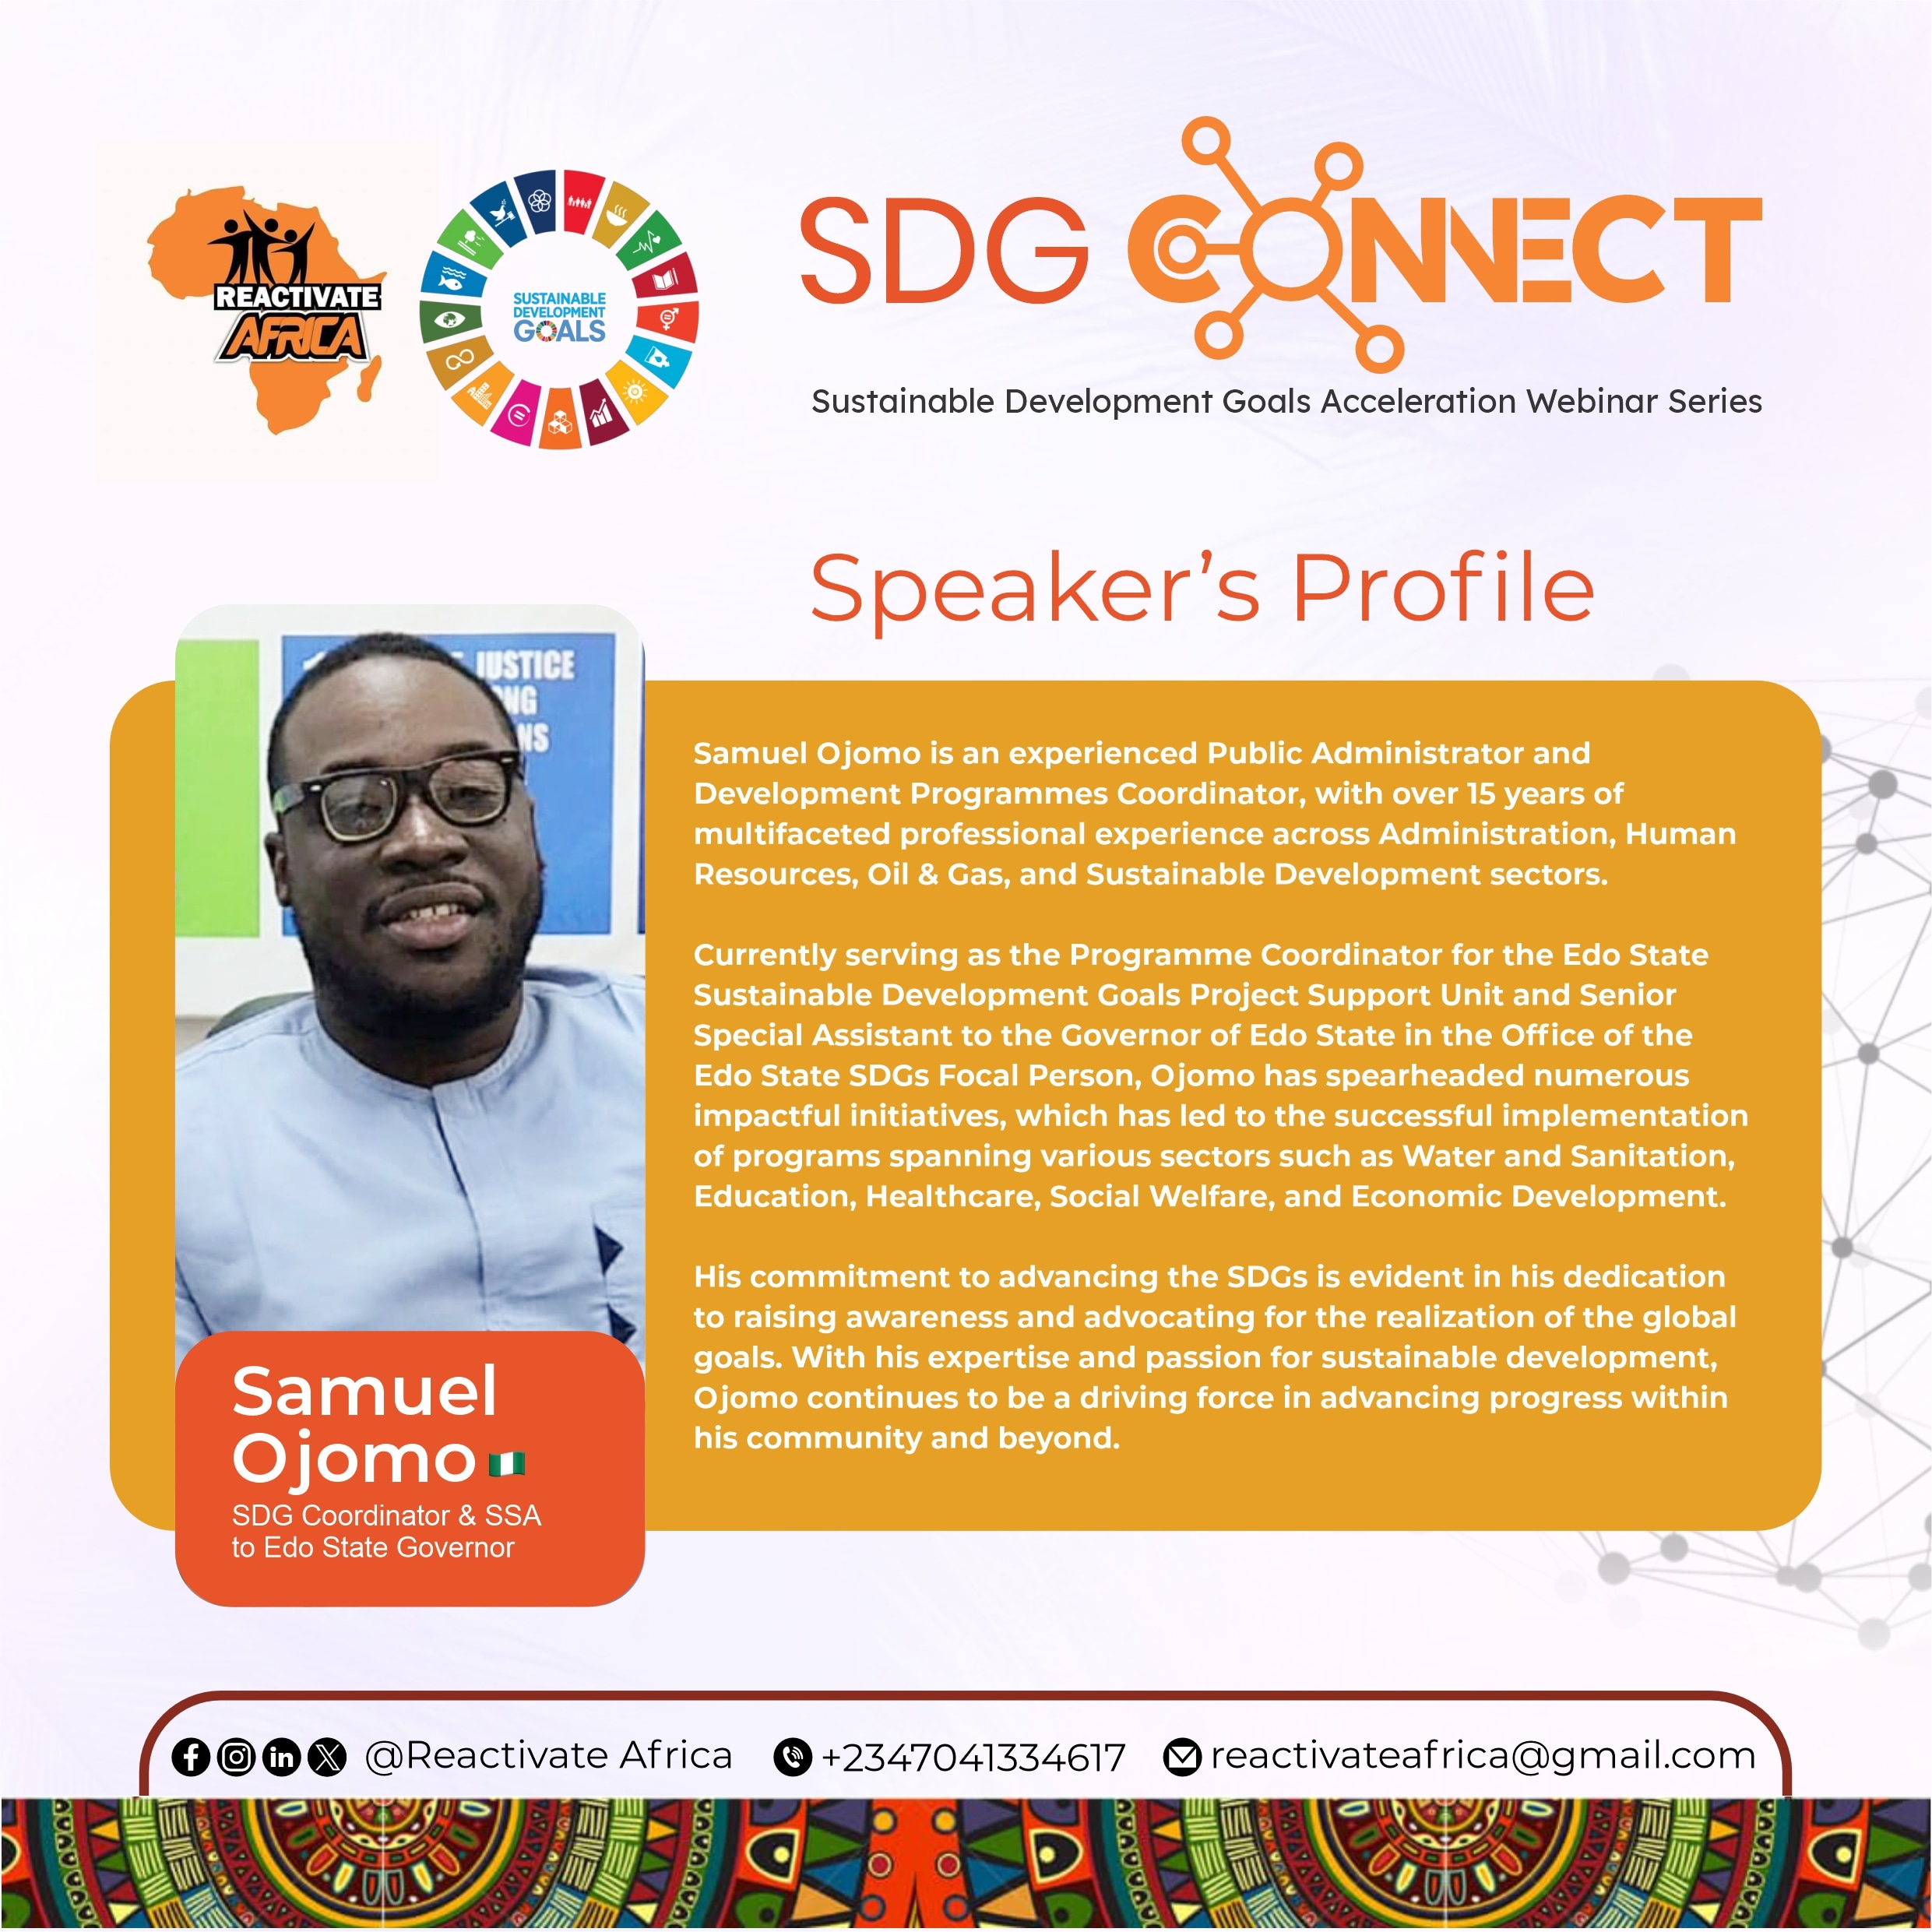 REACTIVATE
AFRICA
SUSTAINABLE
DEVELOPMENT
GOALS
SDG CONNECT
Sustainable Development Goals Acceleration Webinar Series
Speaker’s Profile
JUSTICE
Samuel Ojomo is an experienced Public Administrator and
Development Programmes Coordinator, with over 15 years of
multifaceted professional experience across Administration, Human
Resources, Oil & Gas, and Sustainable Development sectors.
Currently serving as the Programme Coordinator for the Edo State
Sustainable Development Goals Project Support Unit and Senior
Special Assistant to the Governor of Edo State in the Office of the
Edo State SDGs Focal Person, Ojomo has spearheaded numerous
impactful initiatives, which has led to the successful implementation
of programs spanning various sectors such as Water and Sanitation,
Education, Healthcare, Social Welfare, and Economic Development.
His commitment to advancing the SDGs is evident in his dedication
to raising awareness and advocating for the realization of the global
goals. With his expertise and passion for sustainable development,
Ojomo continues to be a driving force in advancing progress within
his community and beyond.
Samuel
Ojomo
SDG Coordinator & SSA
to Edo State Governor
@Reactivate Africa +2347041334617 reactivateafrica@gmail.com